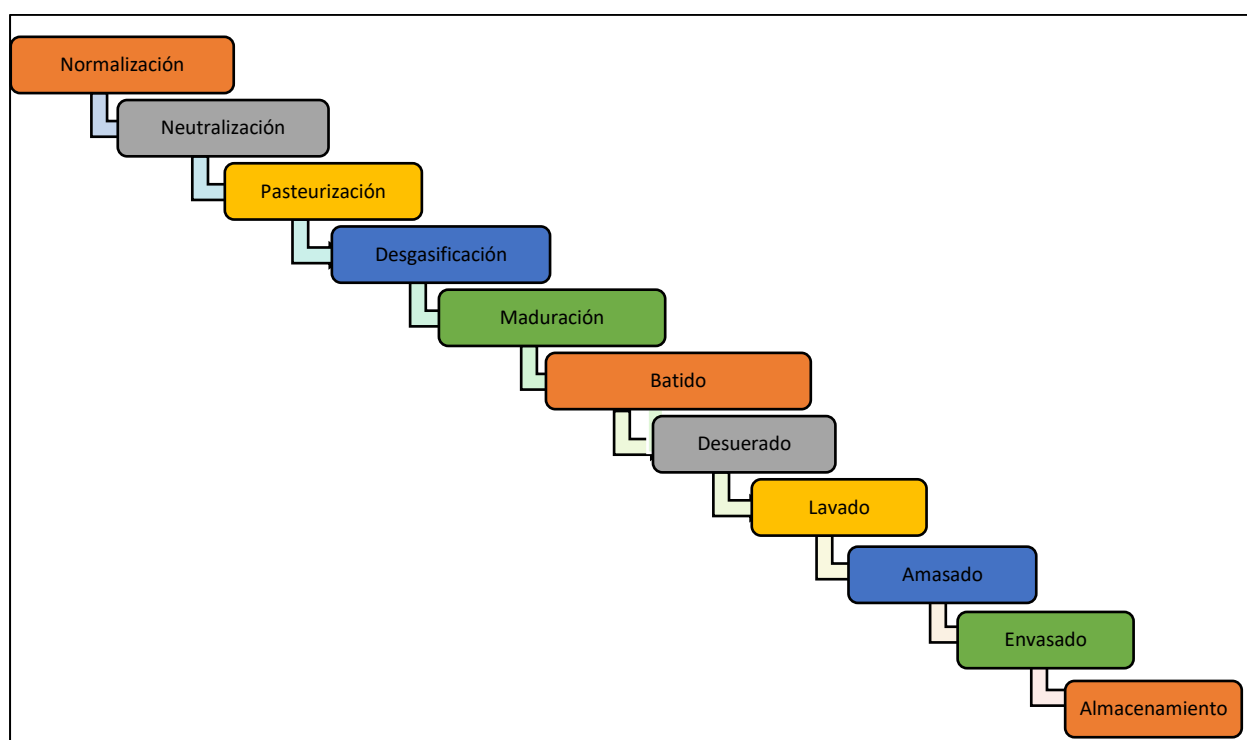 Normalización
Neutralización
Pasteurización
Desgasificación
Maduración
Batido
Desuerado
Lavado
Amasado
Envasado
Almacenamiento